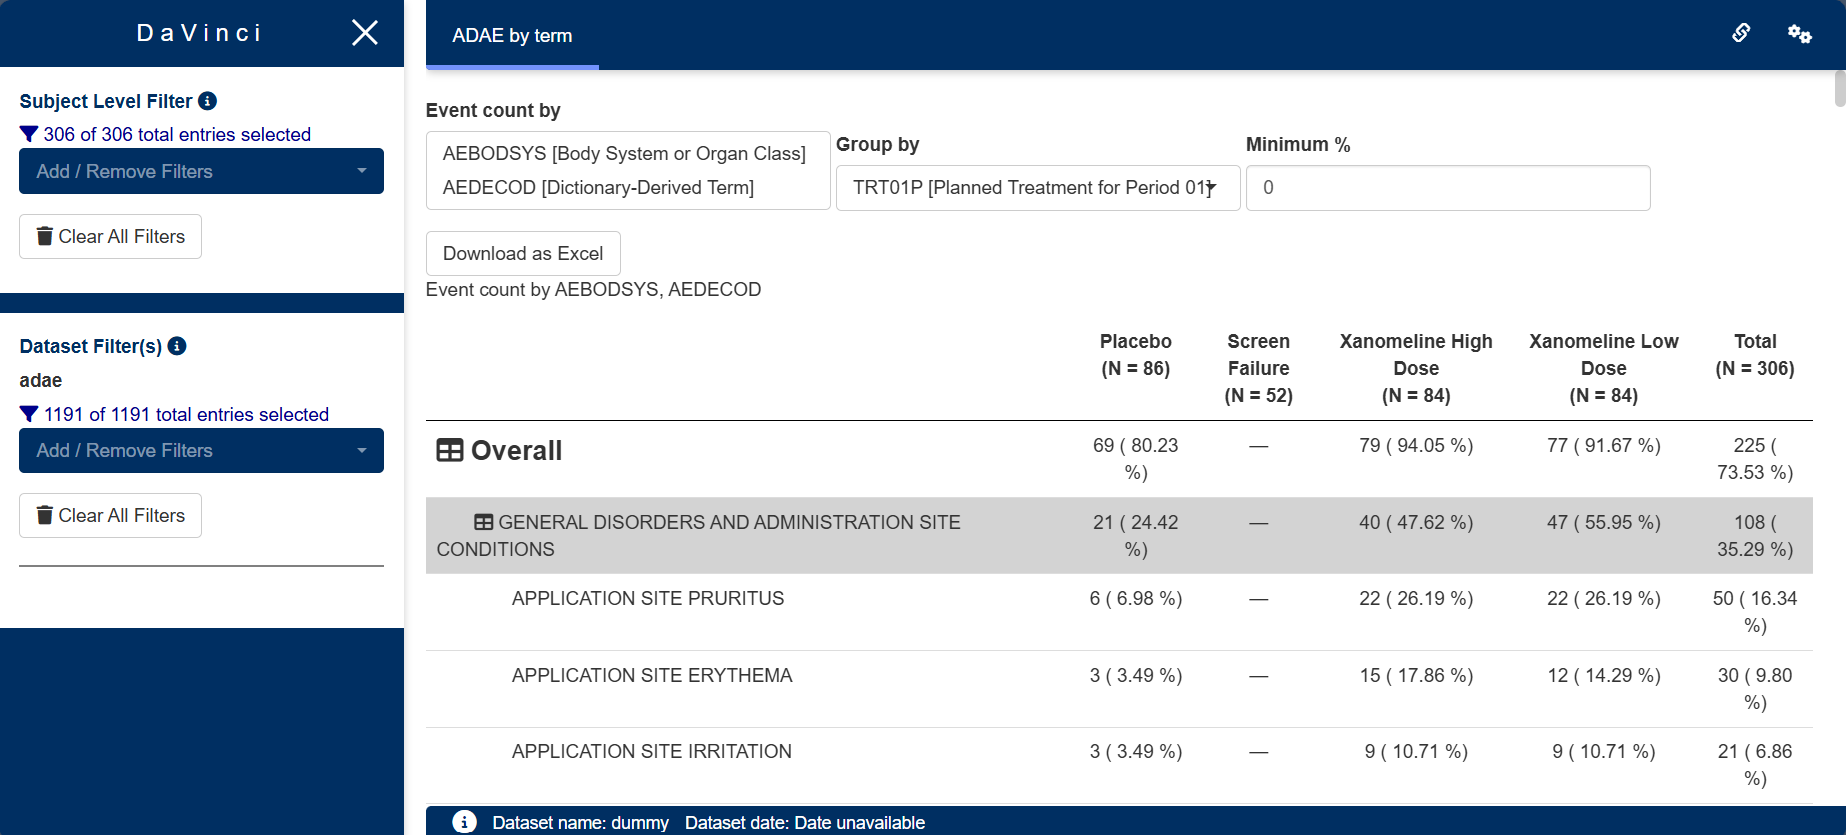 DaVinci
Subject Level Filter
306 of 306 total entries selected
Add / Remove Filters
Clear All Filters
Dataset Filter(s)
adae
1191 of 1191 total entries selected
Add / Remove Filters
Clear All Filters
ADAE by term
Event count by
AEBODSYS [Body System or Organ Class]
AEDECOD [Dictionary-Derived Term]
Group by
TRT01P [Planned Treatment for Period 01]
Minimum %
0
Download as Excel
Event count by AEBODSYS, AEDECOD
Placebo
(N = 86)
Screen
Failure
(N = 52)
Xanomeline High
Dose
(N = 84)
Xanomeline Low
Dose
(N = 84)
Total
(N = 306)
Overall
69 ( 80.23
%)
—
79 ( 94.05 %)
77 ( 91.67 %)
225 (
73.53 %)
GENERAL DISORDERS AND ADMINISTRATION SITE
CONDITIONS
21 ( 24.42
%)
—
40 ( 47.62 %)
47 ( 55.95 %)
108 (
35.29 %)
APPLICATION SITE PRURITUS
6 ( 6.98 %)
—
22 ( 26.19 %)
22 ( 26.19 %)
50 ( 16.34
%)
APPLICATION SITE ERYTHEMA
3 ( 3.49 %)
—
15 ( 17.86 %)
12 ( 14.29 %)
30 ( 9.80
%)
APPLICATION SITE IRRITATION
3 ( 3.49 %)
—
9 ( 10.71 %)
9 ( 10.71 %)
21 ( 6.86
%)
Dataset name: dummy Dataset date: Date unavailable